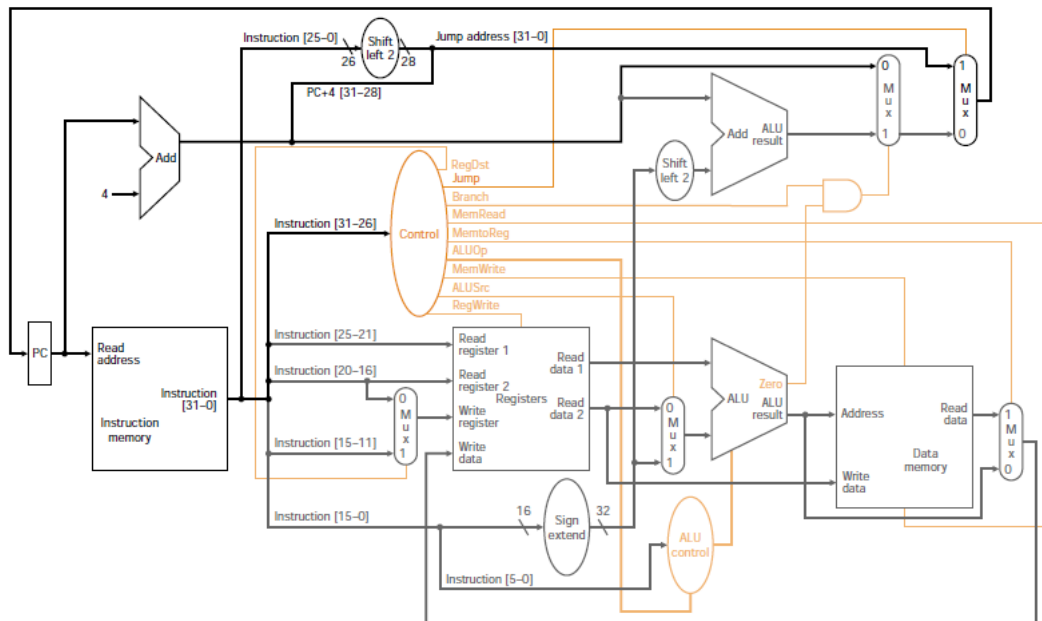 Instruction [25–0]
Shift
left 2
26
28
Jump address [31–0]
PC+4 [31–28]
Add
4
0
M
u
x
1
1
M
u
x
0
Add
ALU
result
Shift
left 2
RegDst
Jump
Branch
MemRead
MemtoReg
ALUOp
MemWrite
ALUSrc
RegWrite
Control
Instruction [31–26]
PC
Read
address
Instruction
[31–0]
Instruction
memory
Instruction [25–21]
Instruction [20–16]
Instruction [15–11]
0
M
u
x
1
Read
register 1
Read
register 2
Write
register
Write
data
Registers
Read
data 1
Read
data 2
0
M
u
x
1
Zero
ALU
ALU
result
Address
Write
data
Read
data
Data
memory
1
M
u
x
0
Instruction [15–0]
16
Sign
extend
32
ALU
control
Instruction [5–0]